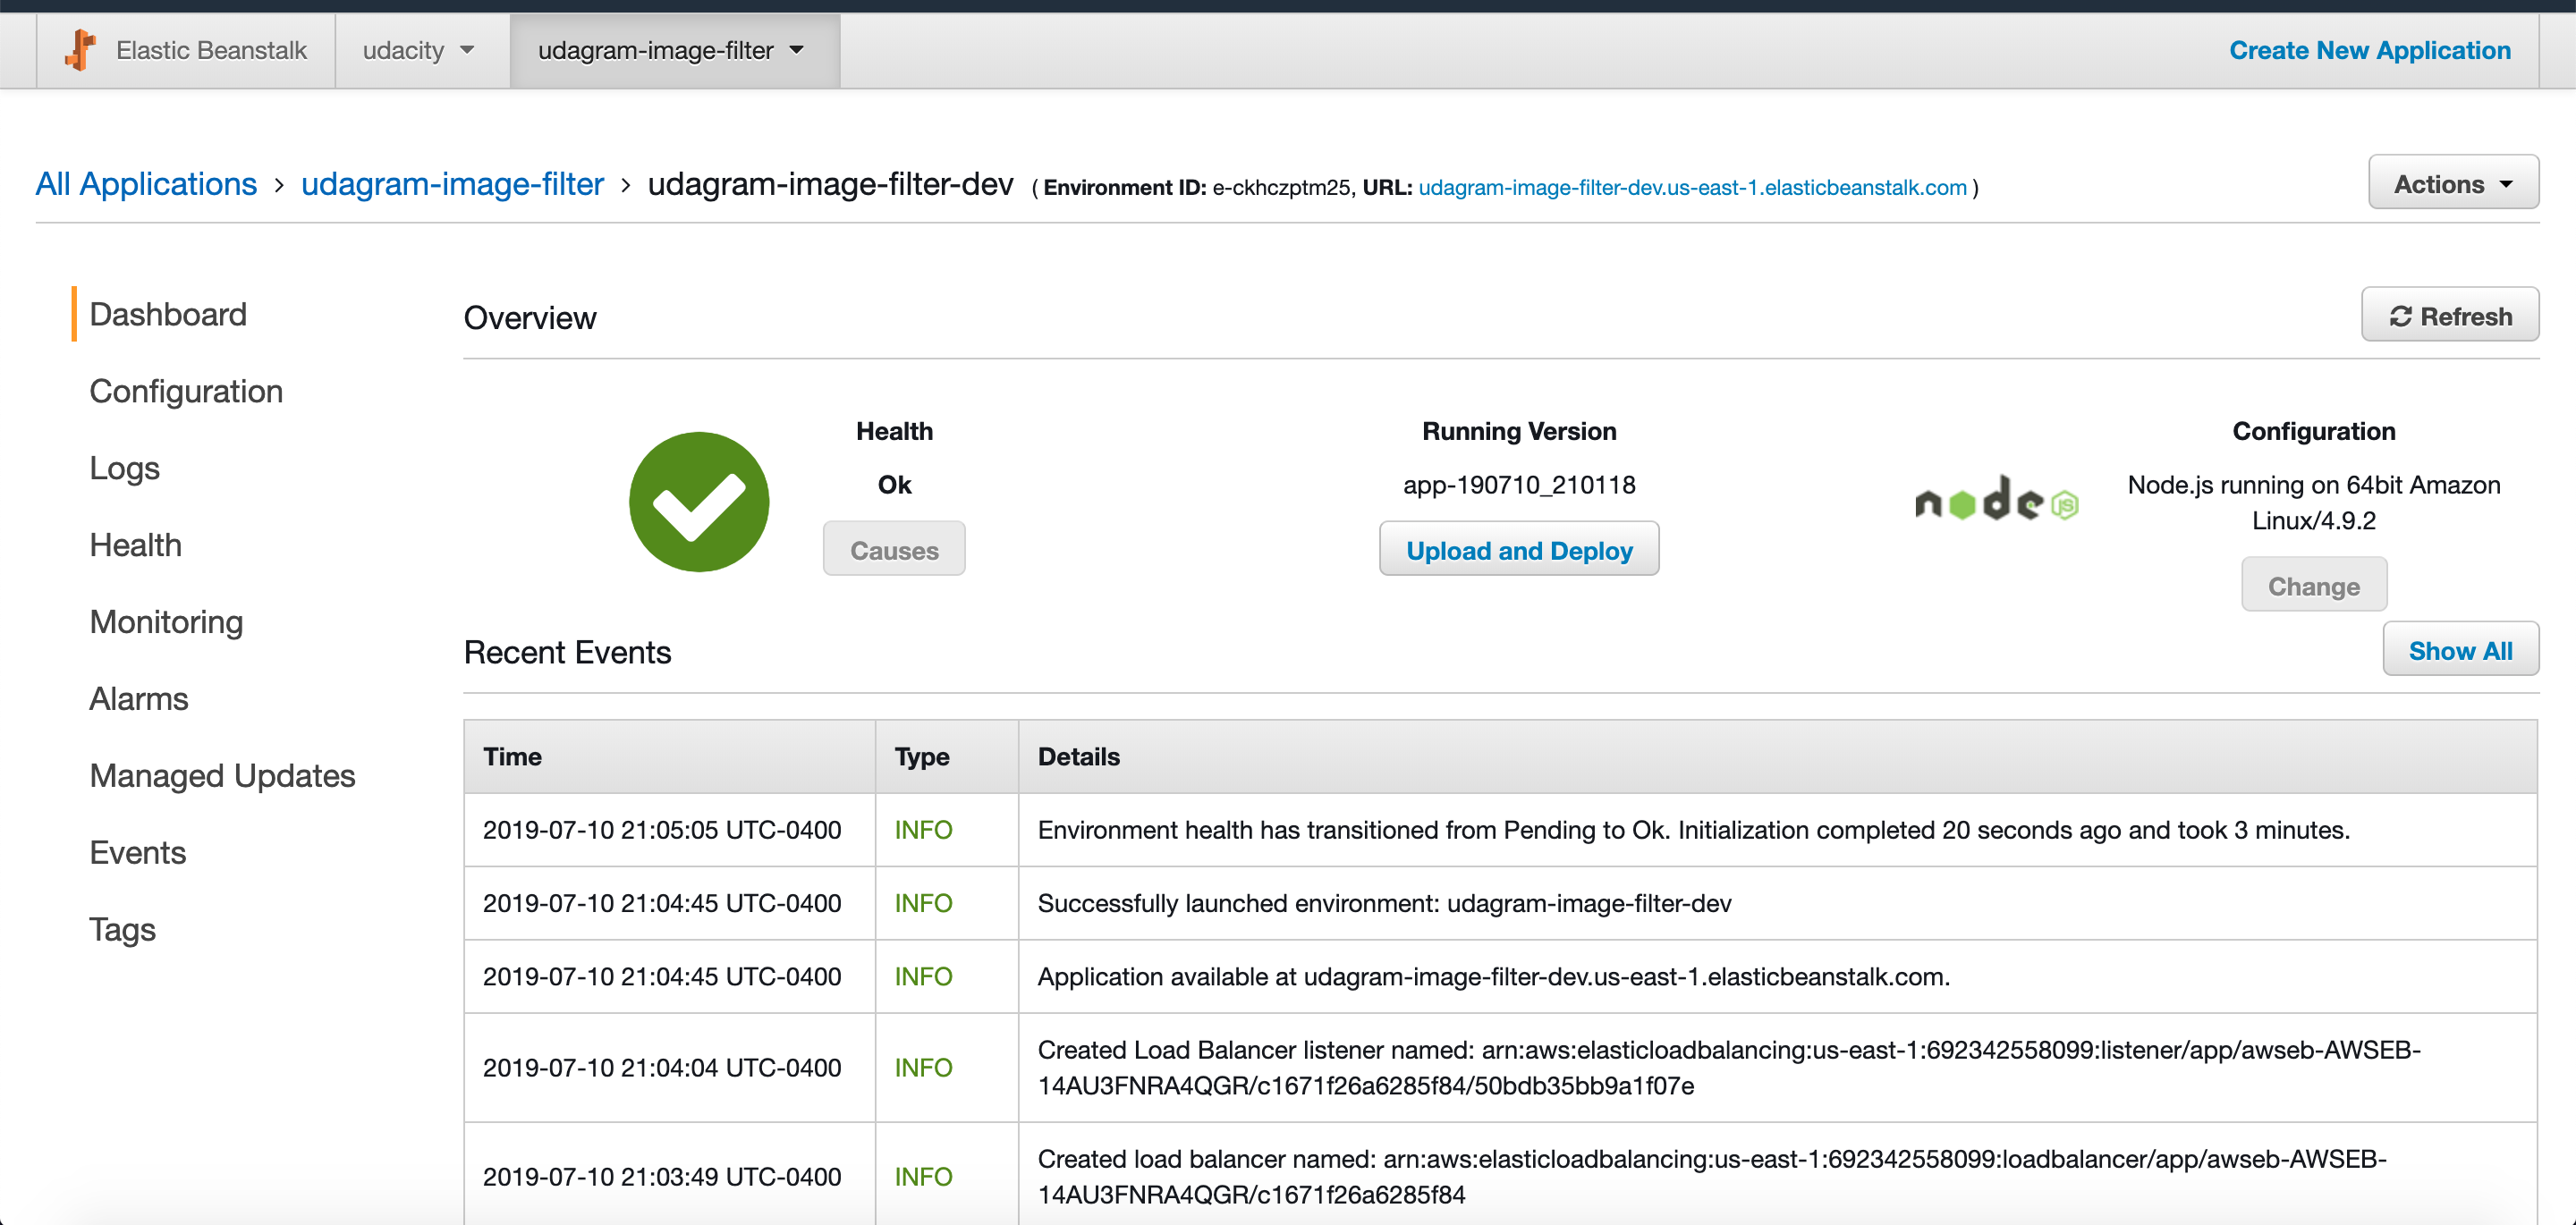 Elastic Beanstalk
udacity
udagram-image-filter
Create New Application
All Applications › udagram-image-filter › udagram-image-filter-dev ( Environment ID: e-ckhczptm25, URL: udagram-image-filter-dev.us-east-1.elasticbeanstalk.com )
Actions
Dashboard
Configuration
Logs
Health
Monitoring
Alarms
Managed Updates
Events
Tags
Overview
Refresh
Health
Ok
Causes
Running Version
app-190710_210118
Upload and Deploy
node JS
Configuration
Node.js running on 64bit Amazon
Linux/4.9.2
Change
Recent Events
Show All
Time Type Details
2019-07-10 21:05:05 UTC-0400 INFO Environment health has transitioned from Pending to Ok. Initialization completed 20 seconds ago and took 3 minutes.
2019-07-10 21:04:45 UTC-0400 INFO Successfully launched environment: udagram-image-filter-dev
2019-07-10 21:04:45 UTC-0400 INFO Application available at udagram-image-filter-dev.us-east-1.elasticbeanstalk.com.
2019-07-10 21:04:04 UTC-0400 INFO Created Load Balancer listener named: arn:aws:elasticloadbalancing:us-east-1:692342558099:listener/app/awseb-AWSEB-
14AU3FNRA4QGR/c1671f26a6285f84/50bdb35bb9a1f07e
2019-07-10 21:03:49 UTC-0400 INFO Created load balancer named: arn:aws:elasticloadbalancing:us-east-1:692342558099:loadbalancer/app/awseb-AWSEB-
14AU3FNRA4QGR/c1671f26a6285f84